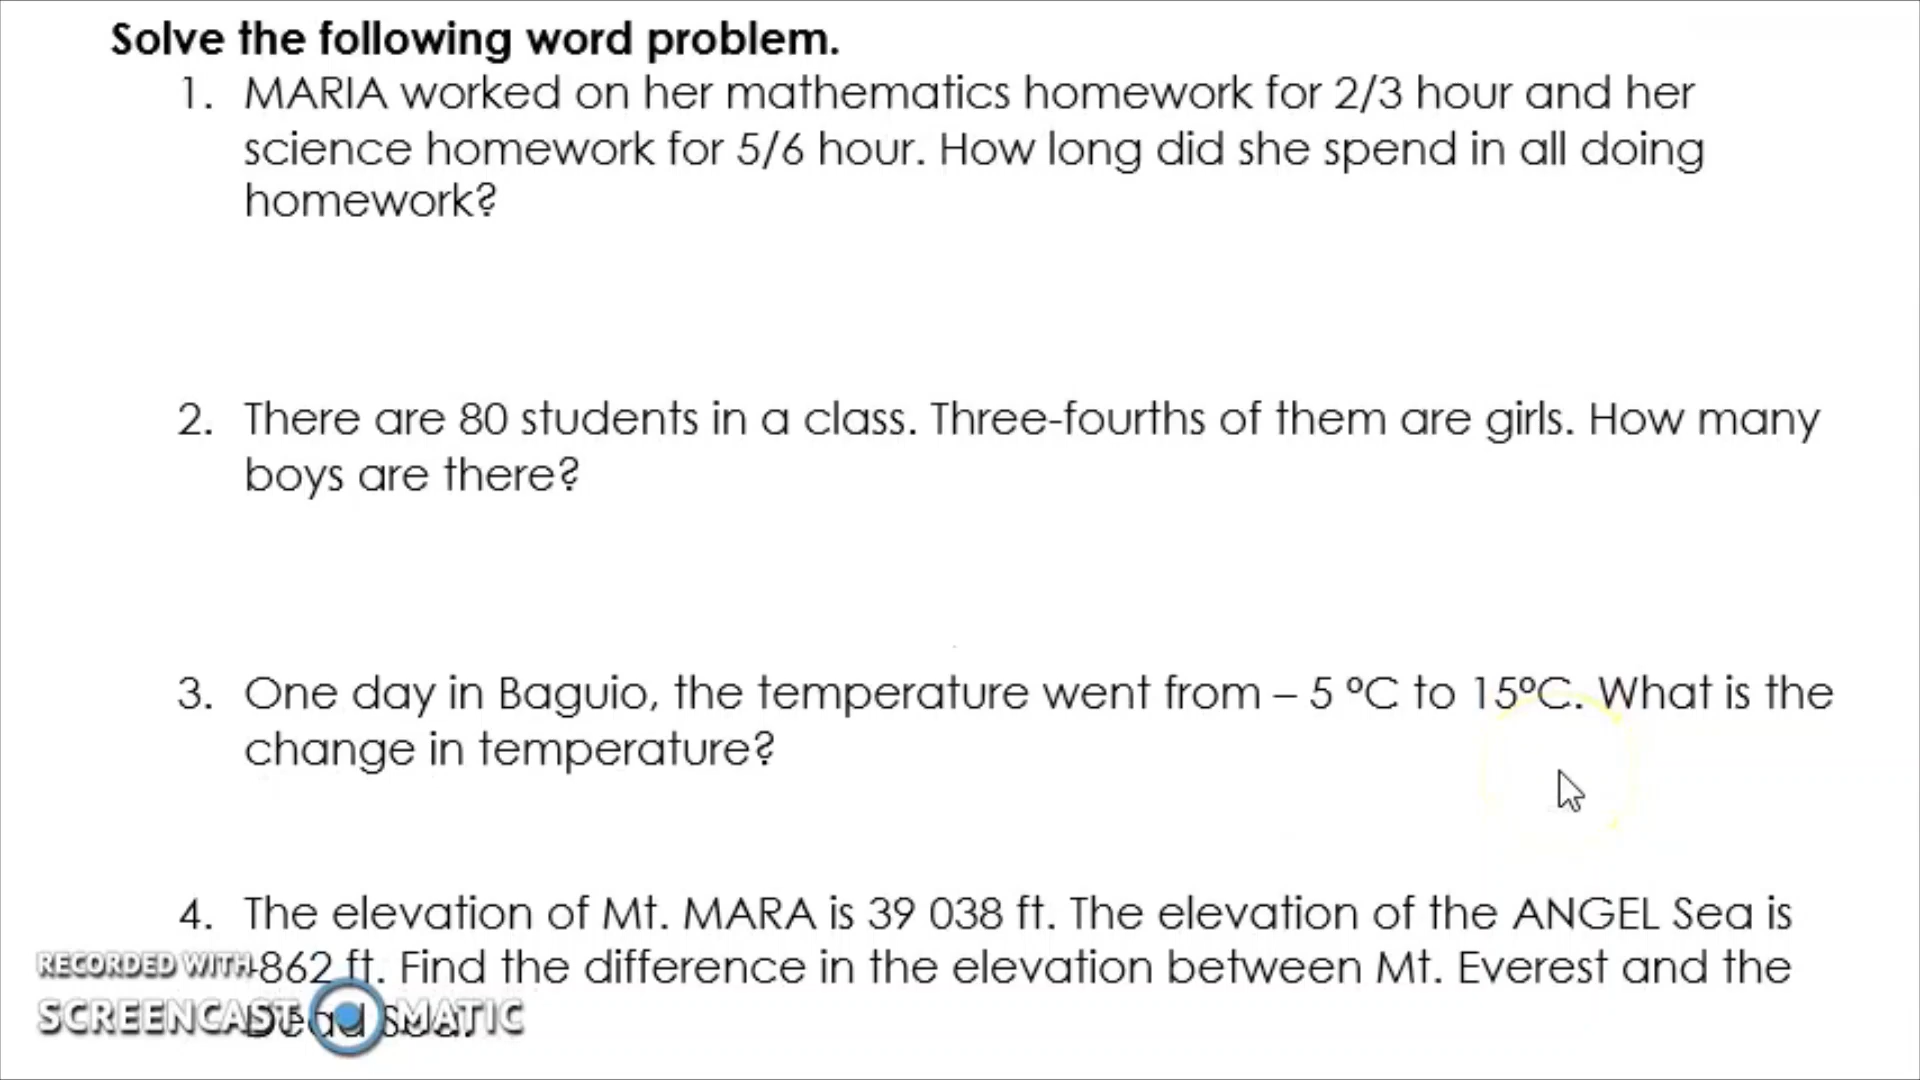 Solve the following word problem.
1. MARIA worked on her mathematics homework for 2/3 hour and her
science homework for 5/6 hour. How long did she spend in all doing
homework?
2. There are 80 students in a class. Three-fourths of them are girls. How many
boys are there?
3. One day in Baguio, the temperature went from – 5 ºC to 15ºC. What is the
change in temperature?
4. The elevation of Mt. MARA is 39 038 ft. The elevation of the ANGEL Sea is
-862 ft. Find the difference in the elevation between Mt. Everest and the
Dead Sea.
RECORDED WITH
SCREENCAST MATIC